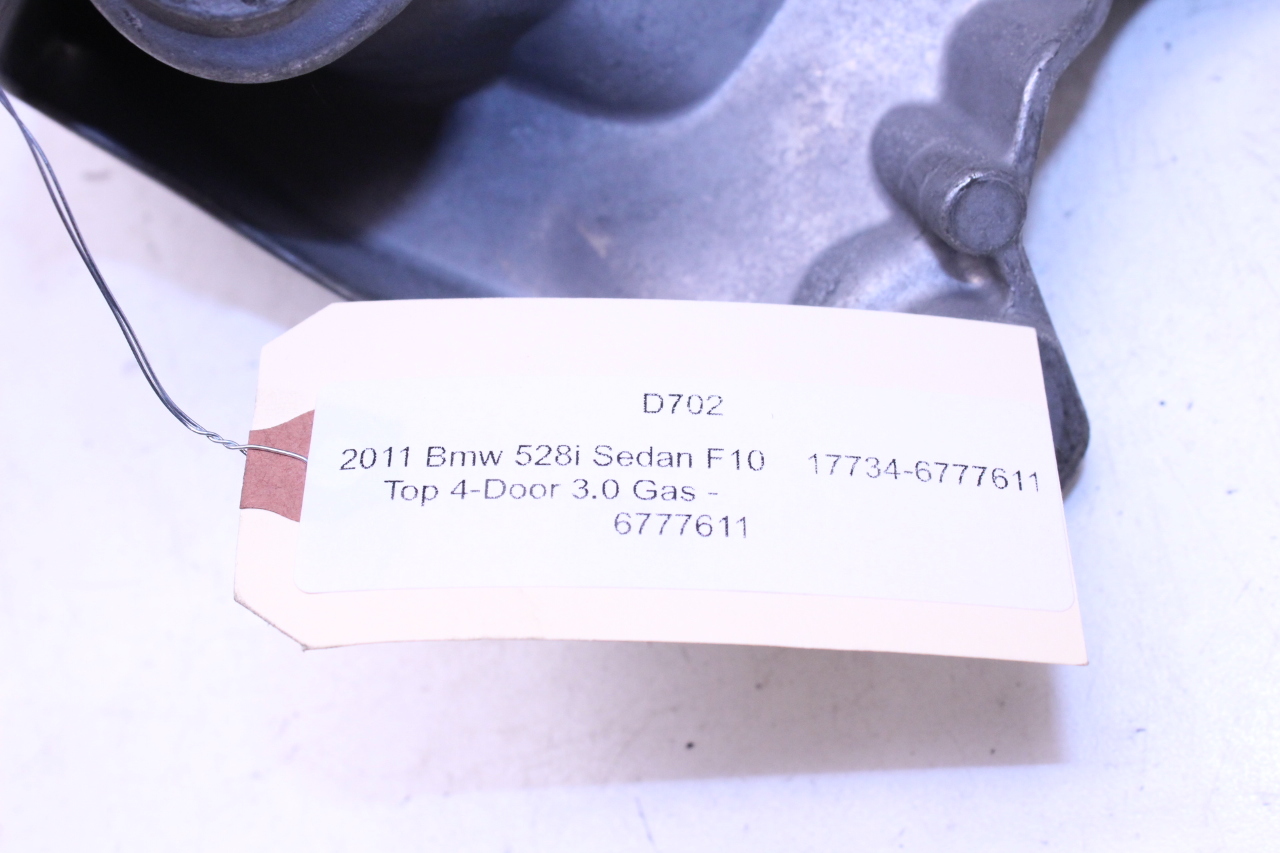 D702
2011 Bmw 528i Sedan F10 17734-6777611
Top 4-Door 3.0 Gas -
6777611